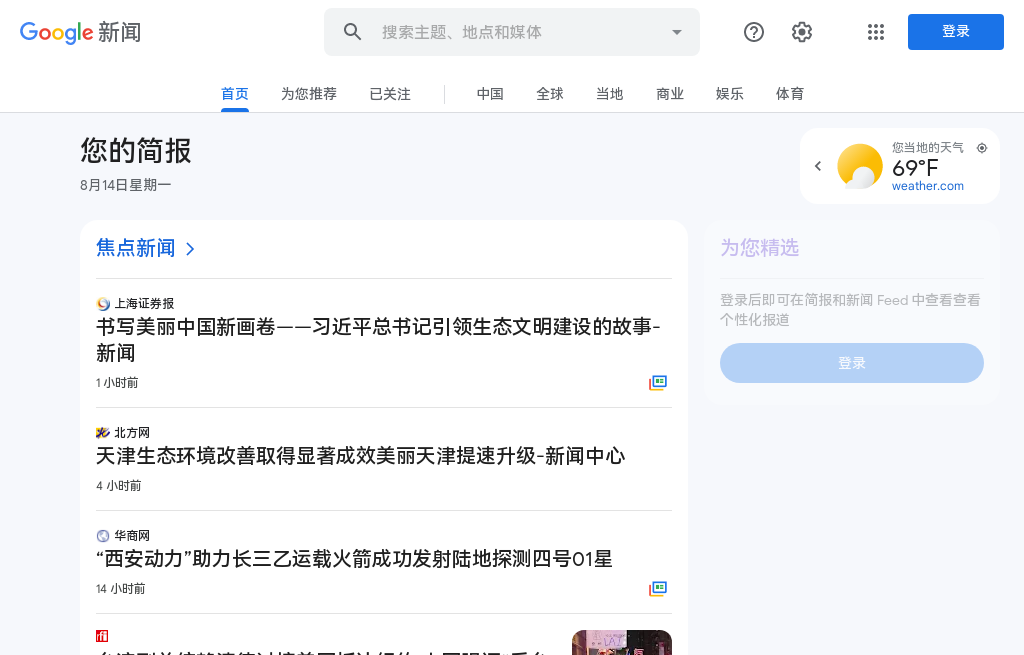 Google 新闻
搜索主题、地点和媒体
登录
首页
为您推荐
已关注
中国
全球
当地
商业
娱乐
体育
您的简报
8月14日星期一
您当地的天气
69°F
weather.com
焦点新闻
上海证券报
书写美丽中国新画卷——习近平总书记引领生态文明建设的故事-
新闻
1 小时前
北方网
天津生态环境改善取得显著成效美丽天津提速升级-新闻中心
4 小时前
华商网
“西安动力”助力长三乙运载火箭成功发射陆地探测四号01星
14 小时前
为您精选
登录后即可在简报和新闻 Feed 中查看查看
个性化报道
登录